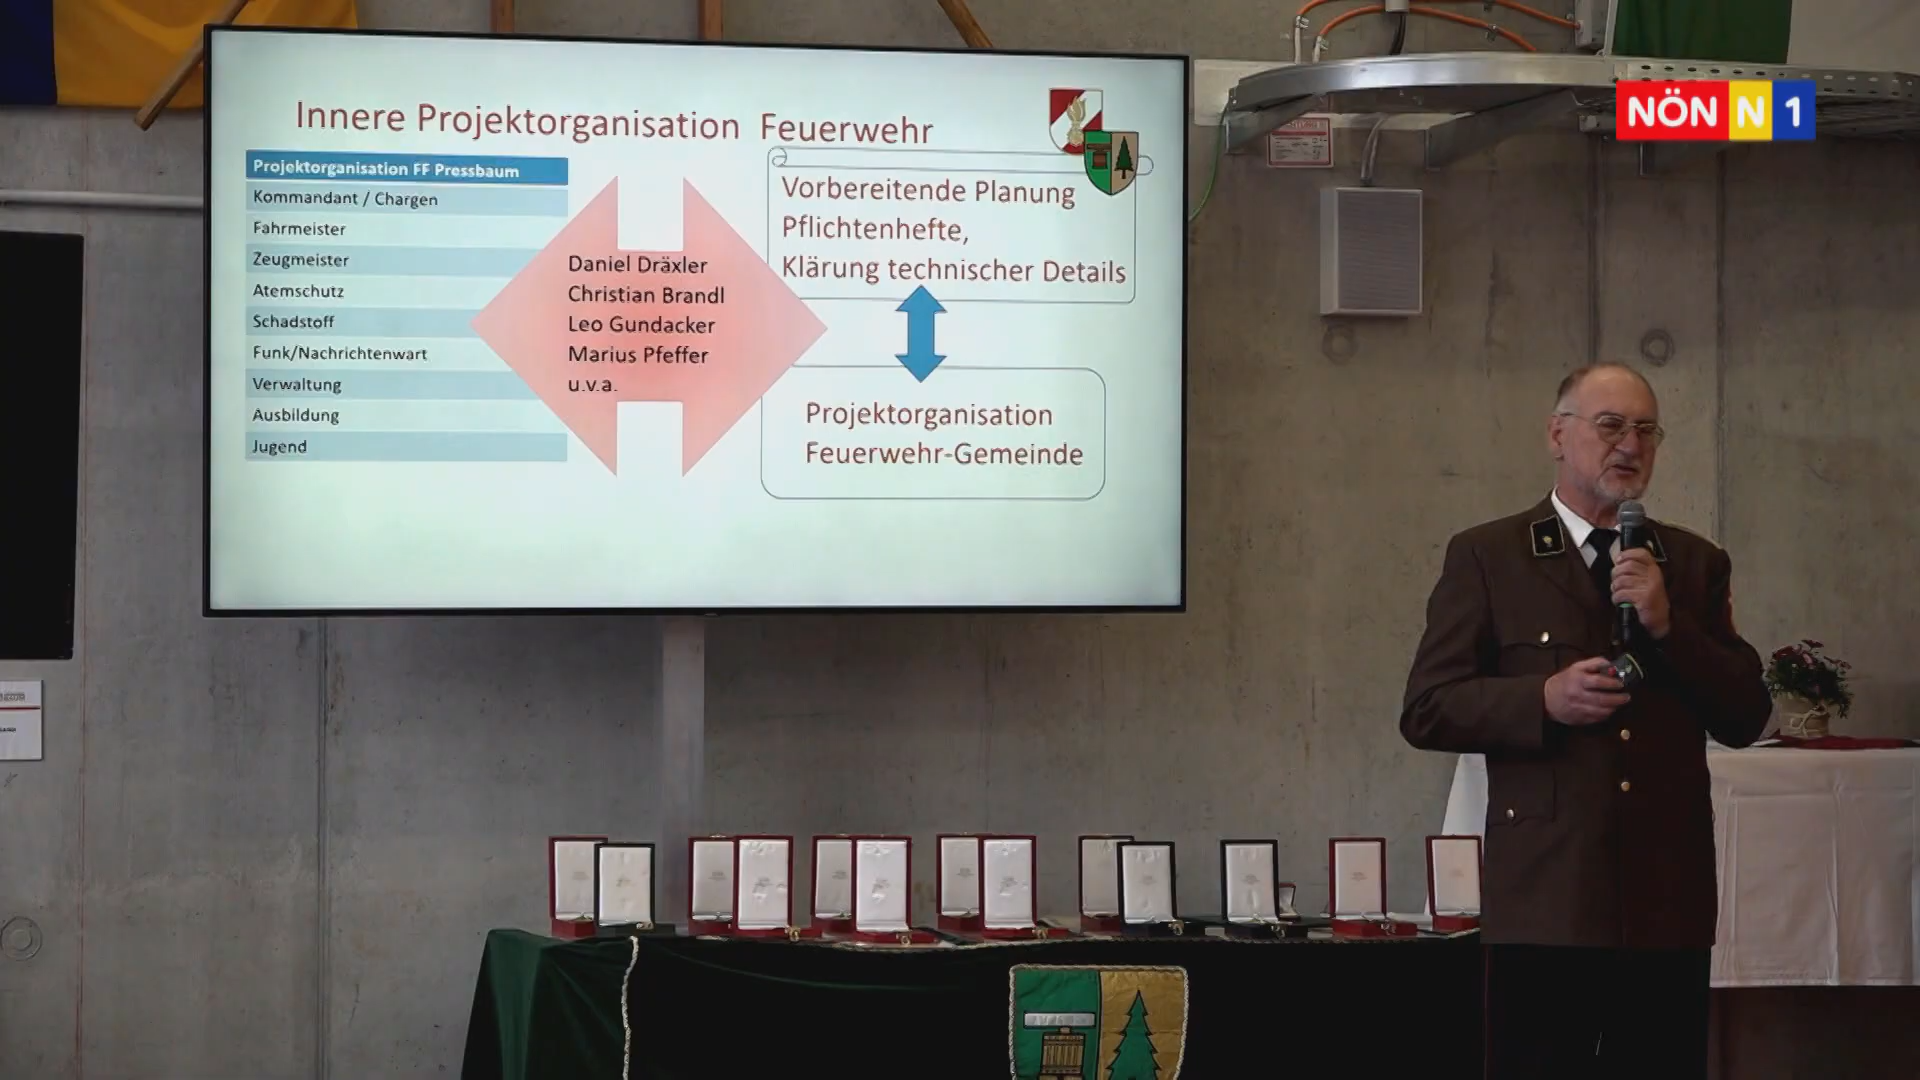 Innere Projektorganisation Feuerwehr
Projektorganisation FF Pressbaum
Kommandant / Chargen
Fahrmeister
Zeugmeister
Atemschutz
Schadstoff
Funk/Nachrichtenwart
Verwaltung
Ausbildung
Jugend
Daniel Dräxler
Christian Brandl
Leo Gundacker
Marius Pfeffer
u.v.a.
Vorbereitende Planung
Pflichtenhefte,
Klärung technischer Details
Projektorganisation
Feuerwehr-Gemeinde
NÖN N 1